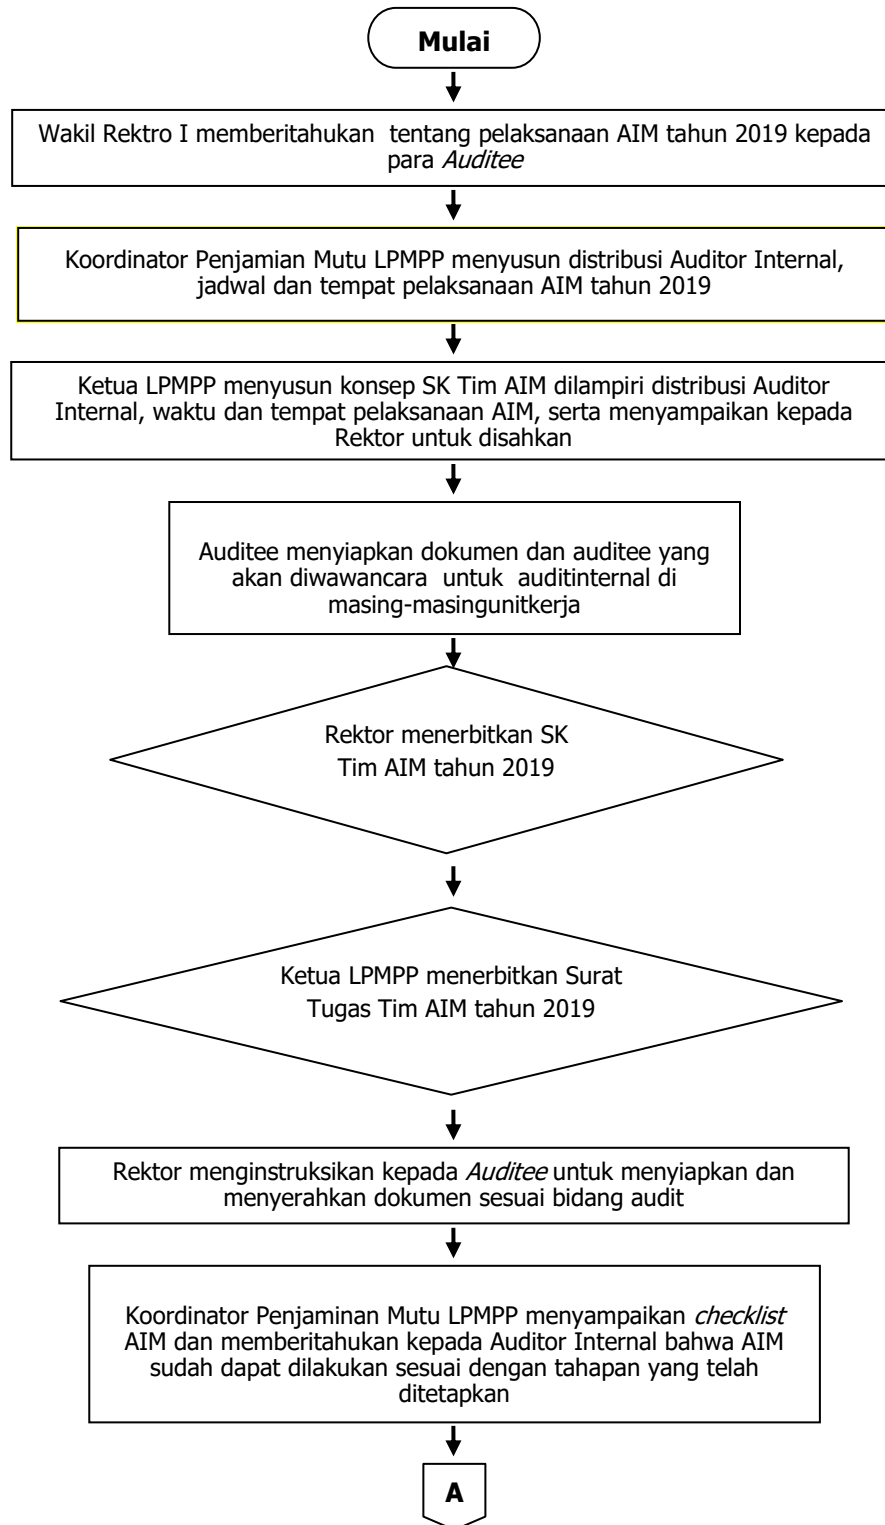 Mulai
Wakil Rektro I memberitahukan tentang pelaksanaan AIM tahun 2019 kepada
para Auditee
Koordinator Penjamian Mutu LPMPP menyusun distribusi Auditor Internal,
jadwal dan tempat pelaksanaan AIM tahun 2019
Ketua LPMPP menyusun konsep SK Tim AIM dilampiri distribusi Auditor
Internal, waktu dan tempat pelaksanaan AIM, serta menyampaikan kepada
Rektor untuk disahkan
Auditee menyiapkan dokumen dan auditee yang
akan diwawancara untuk auditinternal di
masing-masingunitkerja
Rektor menerbitkan SK
Tim AIM tahun 2019
Ketua LPMPP menerbitkan Surat
Tugas Tim AIM tahun 2019
Rektor menginstruksikan kepada Auditee untuk menyiapkan dan
menyerahkan dokumen sesuai bidang audit
Koordinator Penjaminan Mutu LPMPP menyampaikan checklist
AIM dan memberitahukan kepada Auditor Internal bahwa AIM
sudah dapat dilakukan sesuai dengan tahapan yang telah
ditetapkan
A